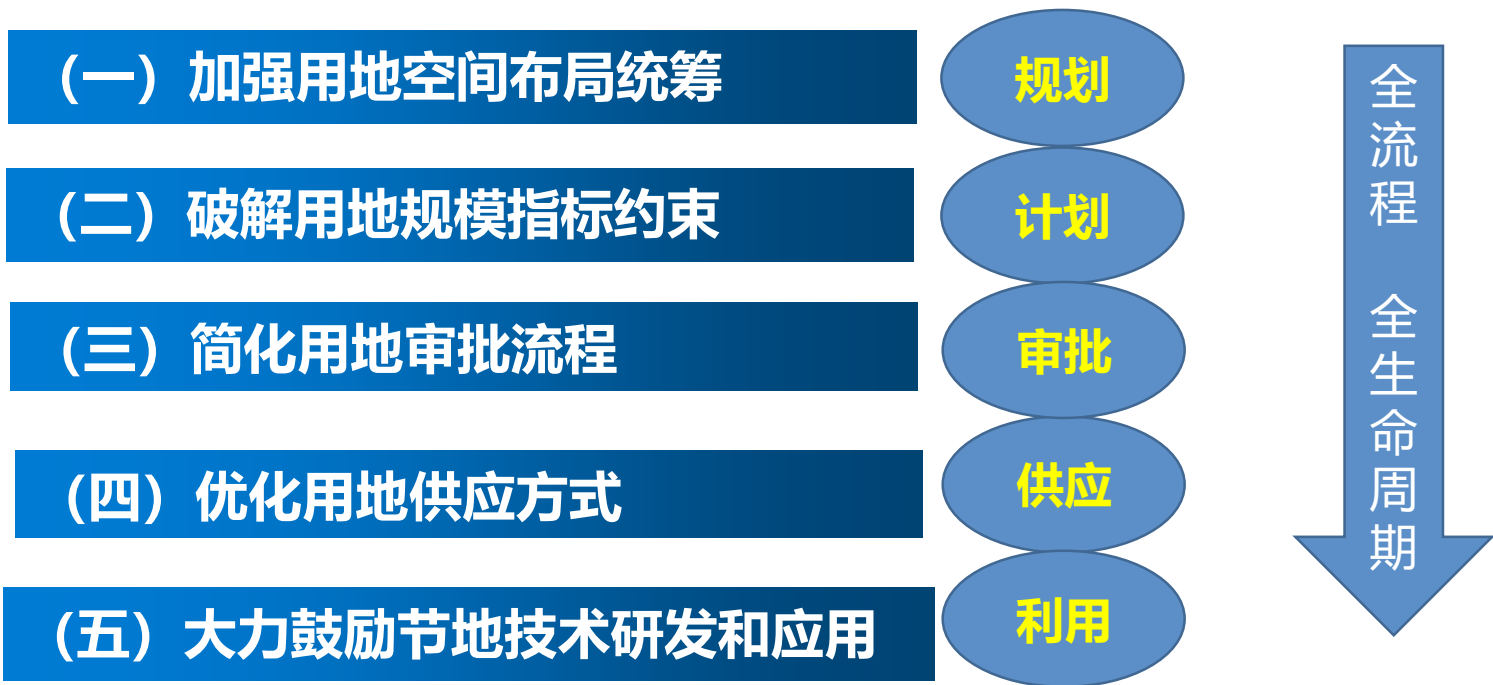 （一）加强用地空间布局统筹
规划
（二）破解用地规模指标约束
计划
（三）简化用地审批流程
审批
（四）优化用地供应方式
供应
（五）大力鼓励节地技术研发和应用
利用
全流程 全生命周期